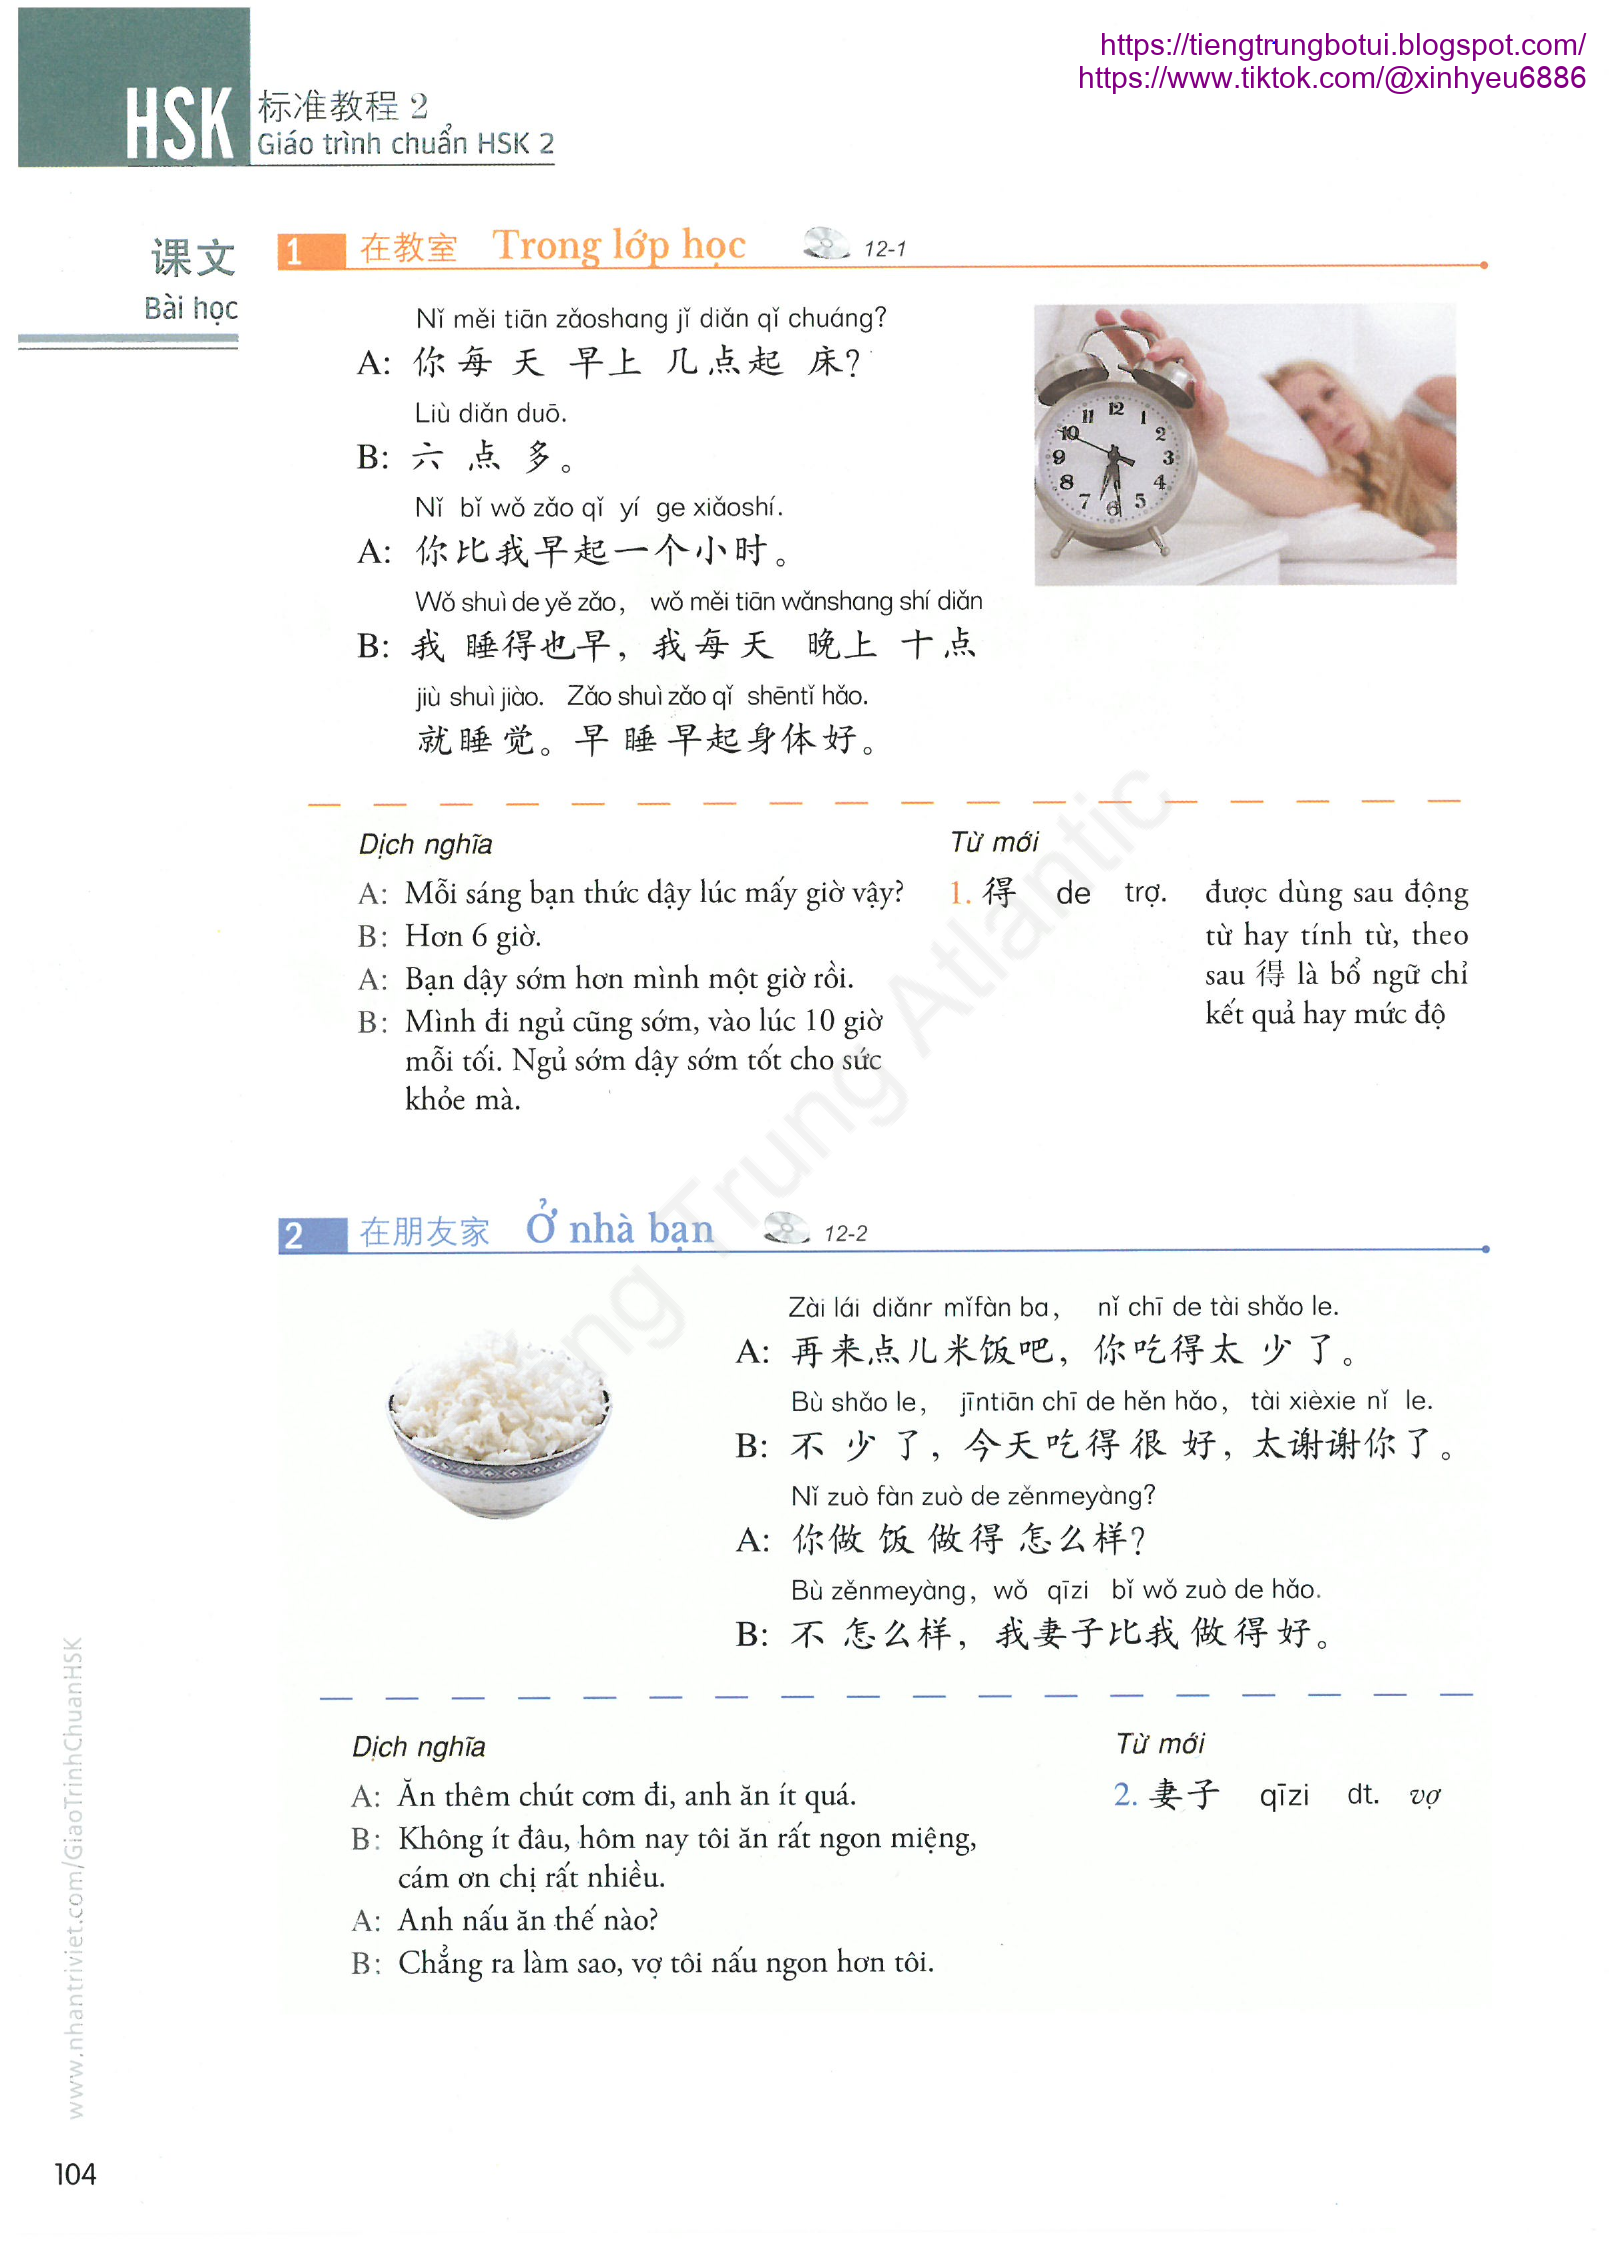 https://tiengtrungbotui.blogspot.com/
https://www.tiktok.com/@xinhyeu6886
HSK 标准教程 2
Giáo trình chuẩn HSK 2
课文
Bài học
1 在教室 Trong lớp học 12-1
Nǐ měi tiān zǎoshang jǐ diǎn qǐ chuáng?
A: 你每天早上几点起床?
Liù diǎn duō.
B: 六点多。
Nǐ bǐ wǒ zǎo qǐ yí ge xiǎoshí.
A: 你比我早起一个小时。
Wǒ shuì de yě zǎo, wǒ měi tiān wǎnshang shí diǎn
B: 我睡得也早，我每天晚上十点
jiù shuì jiào. Zǎo shuì zǎo qǐ shēntǐ hǎo.
就睡觉。早睡早起身体好。
12
11
1
10
2
9
3
8
4
7
6
5
Dịch nghĩa
A: Mỗi sáng bạn thức dậy lúc mấy giờ vậy?
B: Hơn 6 giờ.
A: Bạn dậy sớm hơn mình một giờ rồi.
B: Mình đi ngủ cũng sớm, vào lúc 10 giờ
mỗi tối. Ngủ sớm dậy sớm tốt cho sức
khỏe mà.
Từ mới
1. 得 de trợ. được dùng sau động
từ hay tính từ, theo
sau 得 là bổ ngữ chỉ
kết quả hay mức độ
ng Trung Atlantic
2 在朋友家 Ở nhà bạn 12-2
Zài lái diǎnr mǐfàn ba, nǐ chī de tài shǎo le.
A: 再来点儿米饭吧，你吃得太少了。
Bù shǎo le, jīntiān chī de hěn hǎo, tài xièxie nǐ le.
B: 不少了，今天吃得很好，太谢谢你了。
Nǐ zuò fàn zuò de zěnmeyàng?
A: 你做饭做得怎么样?
Bù zěnmeyàng, wǒ qīzi bǐ wǒ zuò de hǎo.
B: 不怎么样，我妻子比我做得好。
Dịch nghĩa
A: Ăn thêm chút cơm đi, anh ăn ít quá.
B: Không ít đâu, hôm nay tôi ăn rất ngon miệng,
cám ơn chị rất nhiều.
A: Anh nấu ăn thế nào?
B: Chẳng ra làm sao, vợ tôi nấu ngon hơn tôi.
Từ mới
2. 妻子 qīzi dt. vợ
www.nhantriviet.com/GiaoTrinhChuanHSK
104